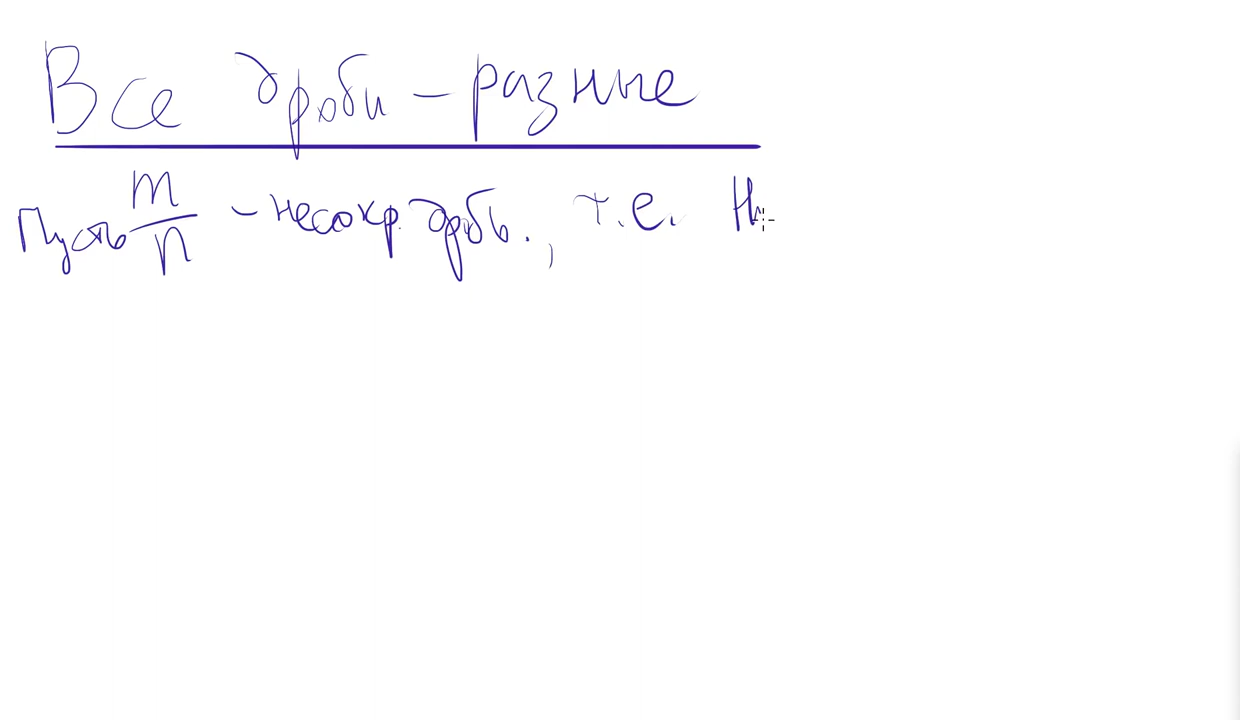 Все дроби - разные
Пусть m/n - несокр. дробь., т.е. Н